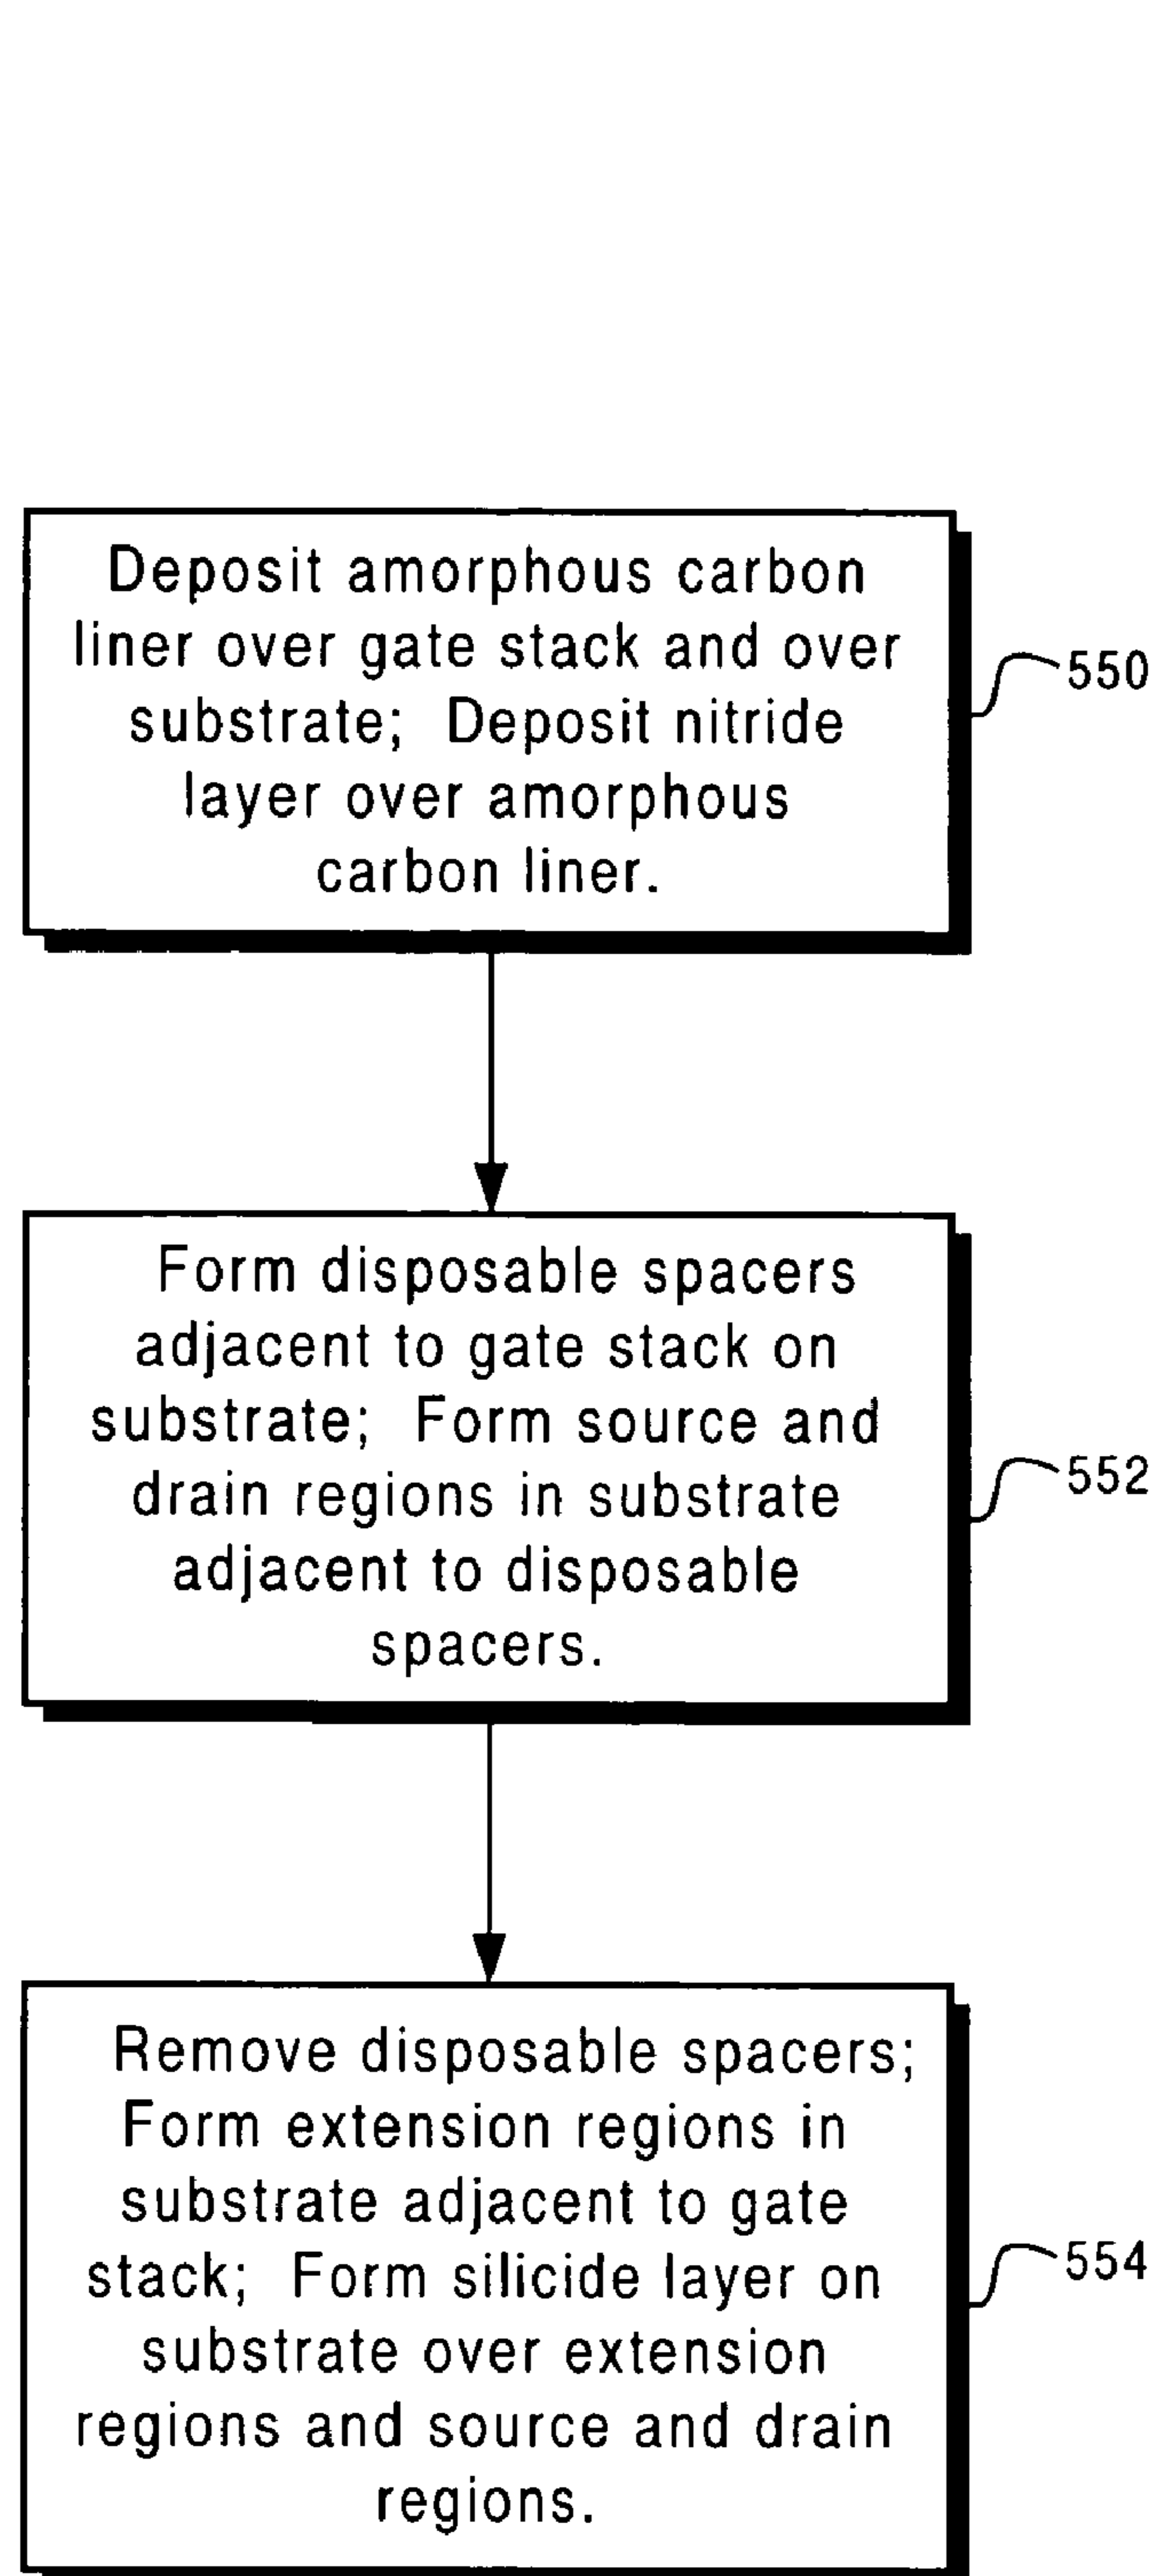 Deposit amorphous carbon
liner over gate stack and over
substrate; Deposit nitride
layer over amorphous
carbon liner.
550
Form disposable spacers
adjacent to gate stack on
substrate; Form source and
drain regions in substrate
adjacent to disposable
spacers.
552
Remove disposable spacers;
Form extension regions in
substrate adjacent to gate
stack; Form silicide layer on
substrate over extension
regions and source and drain
regions.
554